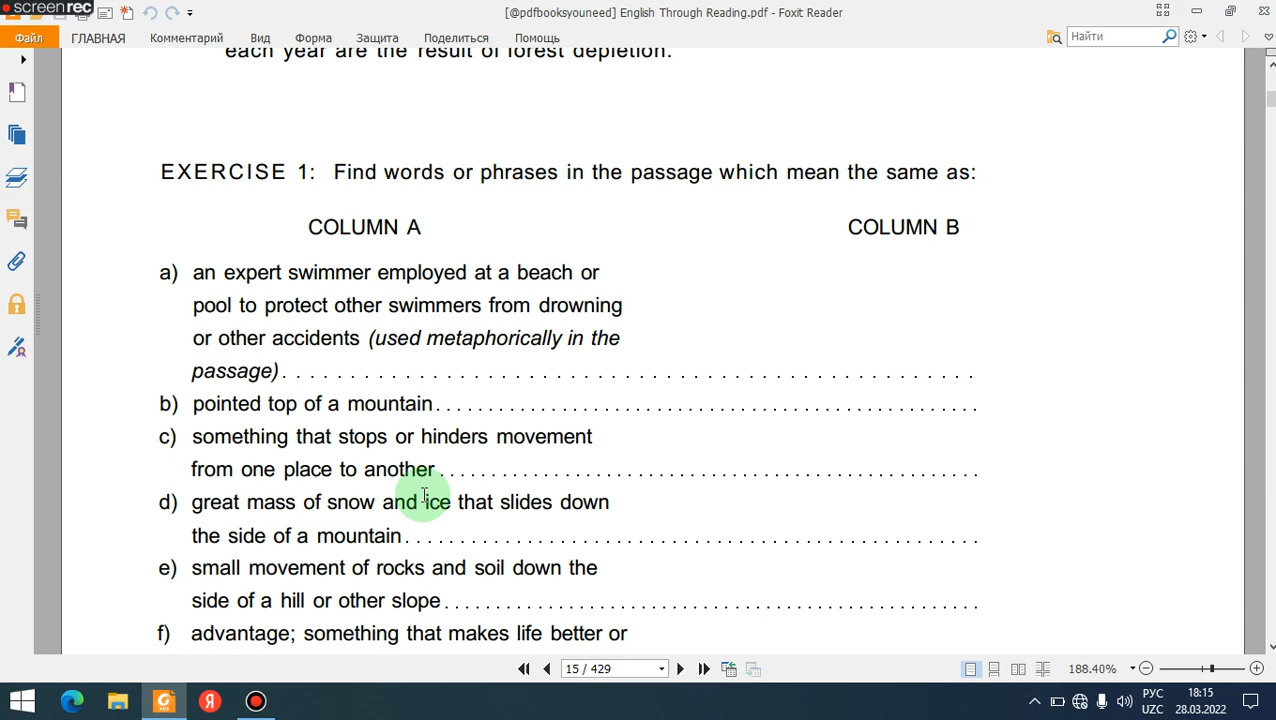 screenrec
[@pdfbooksyouneed] English Through Reading.pdf - Foxit Reader
Файл ГЛАВНАЯ Комментарий Вид Форма Защита Поделиться Помощь Найти
each year are the result of forest depletion.
EXERCISE 1: Find words or phrases in the passage which mean the same as:
COLUMN A COLUMN B
a) an expert swimmer employed at a beach or
pool to protect other swimmers from drowning
or other accidents (used metaphorically in the
passage). . . . . . . . . . . . . . . . . . . . . . . . . . . . . . . . . . . . . . . . . . . . . . . . . . .
b) pointed top of a mountain. . . . . . . . . . . . . . . . . . . . . . . . . . . . . . . . . . . . . . . . .
c) something that stops or hinders movement
from one place to another. . . . . . . . . . . . . . . . . . . . . . . . . . . . . . . . . . . . . . . . .
d) great mass of snow and ice that slides down
the side of a mountain. . . . . . . . . . . . . . . . . . . . . . . . . . . . . . . . . . . . . . . . . . .
e) small movement of rocks and soil down the
side of a hill or other slope. . . . . . . . . . . . . . . . . . . . . . . . . . . . . . . . . . . . . . . .
f) advantage; something that makes life better or
15 / 429 188.40%
РУС 18:15
UZC 28.03.2022